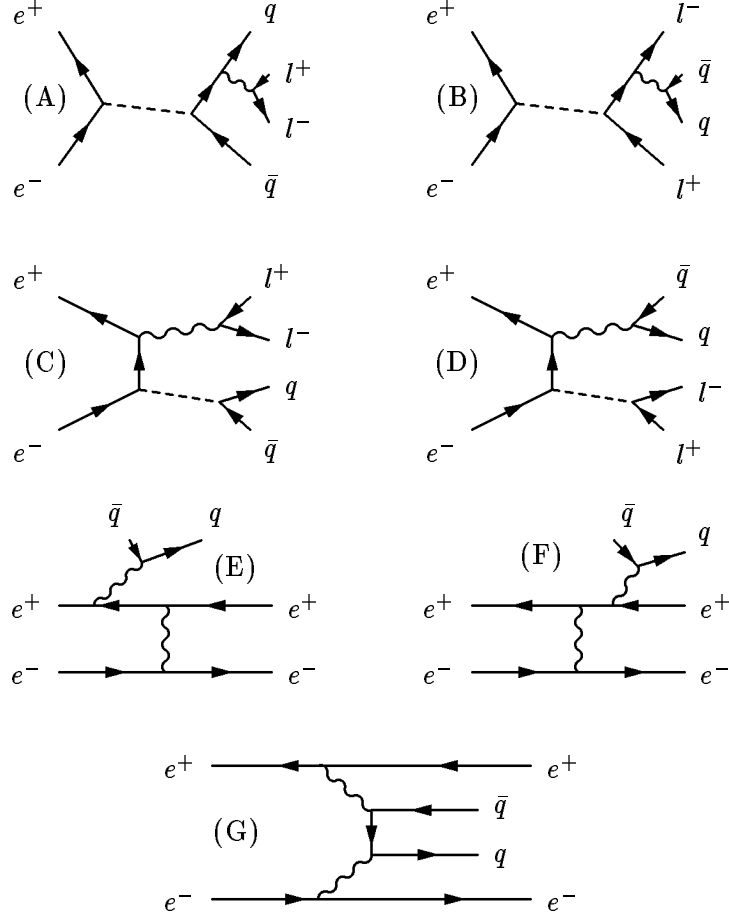 e⁺ q e⁺ l⁻
(A) l⁺ (B) q̄
l⁻ q
e⁻ q̄ e⁻ l⁺
e⁺ l⁺ e⁺ q̄
(C) l⁻ (D) q
q l⁻
e⁻ q̄ e⁻ l⁺
q̄ q q̄ q
(E) (F)
e⁺ e⁺ e⁺ e⁺
e⁻ e⁻ e⁻ e⁻
e⁺ e⁺
q̄
(G)
q
e⁻ e⁻